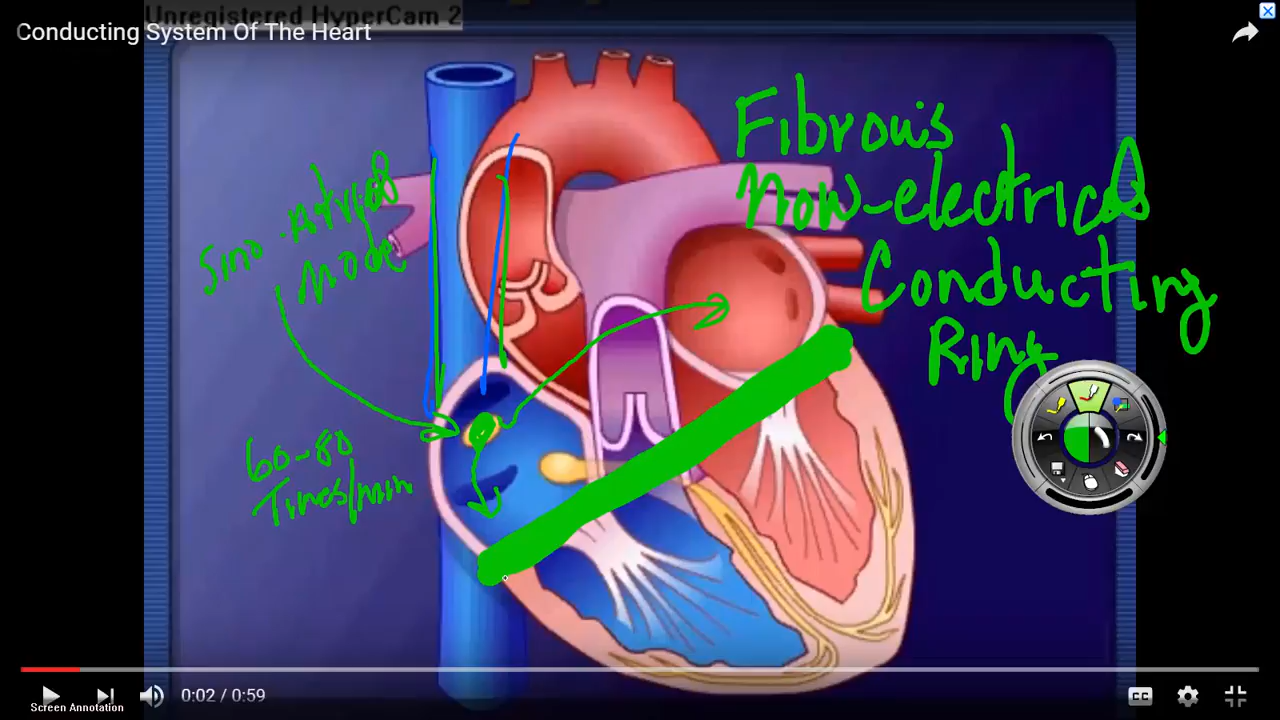 Unregistered HyperCam 2
Conducting System Of The Heart
Fibrous
Non-electrical
Conducting
Ring
Sino-Atrial
Node
60-80
Times/min
0:02 / 0:59
CC
Screen Annotation